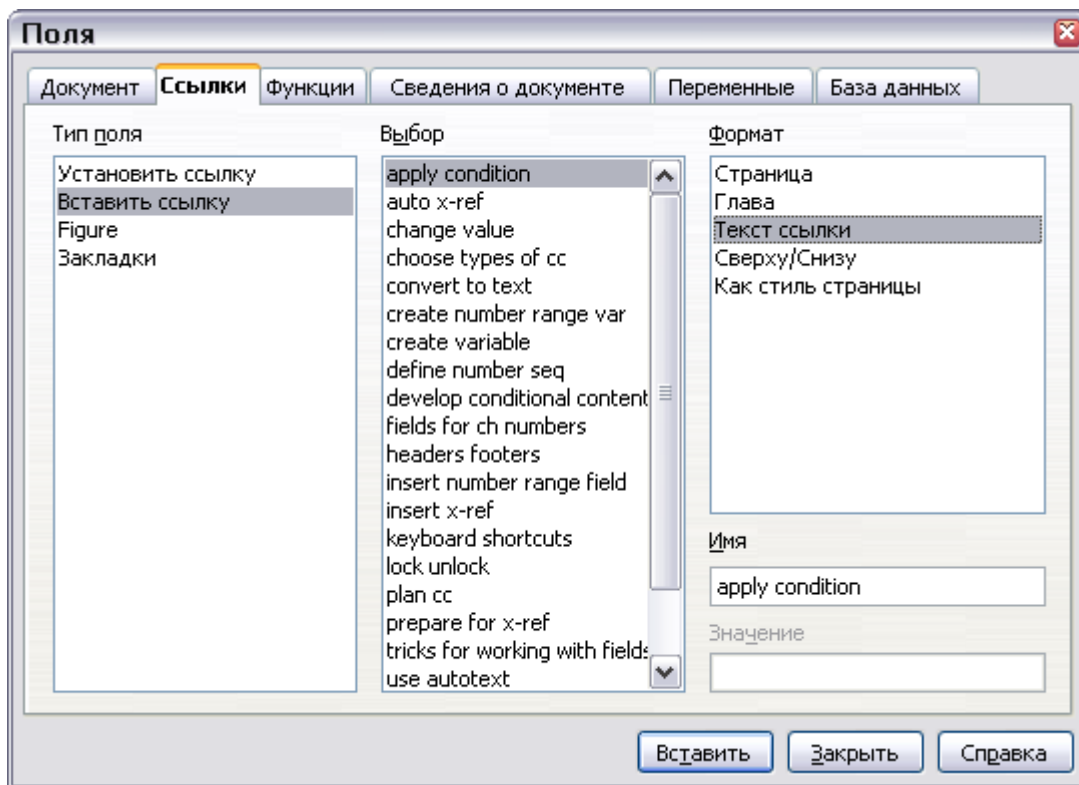 Поля
Документ Ссылки Функции Сведения о документе Переменные База данных
Тип поля
Установить ссылку
Вставить ссылку
Figure
Закладки
Выбор
apply condition
auto x-ref
change value
choose types of cc
convert to text
create number range var
create variable
define number seq
develop conditional content
fields for ch numbers
headers footers
insert number range field
insert x-ref
keyboard shortcuts
lock unlock
plan cc
prepare for x-ref
tricks for working with fields
use autotext
Формат
Страница
Глава
Текст ссылки
Сверху/Снизу
Как стиль страницы
Имя
apply condition
Значение
Вставить Закрыть Справка